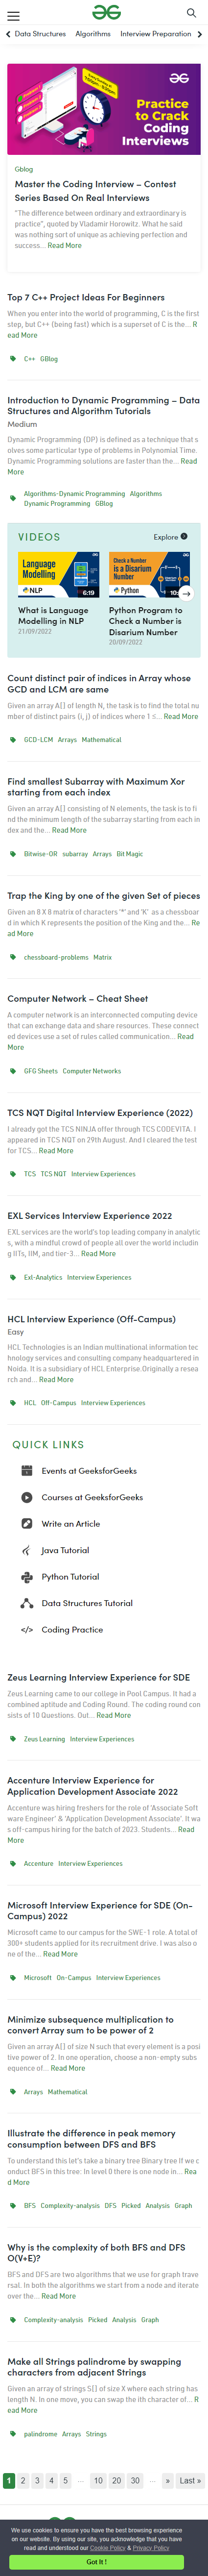 Data Structures Algorithms Interview Preparation
Practice to
Crack
Coding
Interviews
Gblog
Master the Coding Interview – Contest
Series Based On Real Interviews
"The difference between ordinary and extraordinary is
practice", quoted by Vladamir Horowitz. What he said
was nothing sort of unique as achieving perfection and
success... Read More
Top 7 C++ Project Ideas For Beginners
When you enter into the world of programming, C is the first
step, but C++ (being fast) which is a superset of C is the ... R
ead More
C++ GBlog
Introduction to Dynamic Programming – Data
Structures and Algorithm Tutorials
Medium
Dynamic Programming (DP) is defined as a technique that s
olves some particular type of problems in Polynomial Time.
Dynamic Programming solutions are faster than the... Read
More
Algorithms-Dynamic Programming Algorithms
Dynamic Programming GBlog
VIDEOS
Explore
Language
Modelling in
NLP
6:19
Check a Number
is
Disarium
Number
Python
What is Language
Modelling in NLP
21/09/2022
Python Program to
Check a Number is
Disarium Number
20/09/2022
Count distinct pair of indices in Array whose
GCD and LCM are same
Given an array A[] of length N, the task is to find the total nu
mber of distinct pairs (i, j) of indices where 1 ≤... Read More
GCD-LCM Arrays Mathematical
Find smallest Subarray with Maximum Xor
starting from each index
Given an array A[] consisting of N elements, the task is to fi
nd the minimum length of the subarray starting from each in
dex and the... Read More
Bitwise-OR subarray Arrays Bit Magic
Trap the King by one of the given Set of pieces
Given an 8 X 8 matrix of characters '*' and 'K' as a chessboar
d in which K represents the position of the King and the... Re
ad More
chessboard-problems Matrix
Computer Network – Cheat Sheet
A computer network is an interconnected computing device
that can exchange data and share resources. These connect
ed devices use a set of rules called communication... Read
More
GFG Sheets Computer Networks
TCS NQT Digital Interview Experience (2022)
I already got the TCS NINJA offer through TCS CODEVITA. I
appeared in TCS NQT on 29th August. And I cleared the test
for TCS... Read More
TCS TCS NQT Interview Experiences
EXL Services Interview Experience 2022
EXL services are the world's top leading company in analytic
s, with a mindful crowd of people all over the world includin
g IITs, IIM, and tier-3... Read More
Exl-Analytics Interview Experiences
HCL Interview Experience (Off-Campus)
Easy
HCL Technologies is an Indian multinational information tec
hnology services and consulting company headquartered in
Noida. It is a subsidiary of HCL Enterprise.Originally a resea
rch and... Read More
HCL Off-Campus Interview Experiences
QUICK LINKS
Events at GeeksforGeeks
Courses at GeeksforGeeks
Write an Article
Java Tutorial
Python Tutorial
Data Structures Tutorial
Coding Practice
Zeus Learning Interview Experience for SDE
Zeus Learning came to our college in Pool Campus. It had a
combined aptitude and Coding Round. The coding round con
sists of 10 Questions. Out... Read More
Zeus Learning Interview Experiences
Accenture Interview Experience for
Application Development Associate 2022
Accenture was hiring freshers for the role of 'Associate Soft
ware Engineer' & 'Application Development Associate'. It wa
s off-campus hiring for the batch of 2023. Students... Read
More
Accenture Interview Experiences
Microsoft Interview Experience for SDE (On-
Campus) 2022
Microsoft came to our campus for the SWE-1 role. A total of
300+ students applied for its recruitment drive. I was also o
ne of the... Read More
Microsoft On-Campus Interview Experiences
Minimize subsequence multiplication to
convert Array sum to be power of 2
Given an array A[] of size N such that every element is a posi
tive power of 2. In one operation, choose a non-empty subs
equence of... Read More
Arrays Mathematical
Illustrate the difference in peak memory
consumption between DFS and BFS
To understand this let's take a binary tree Binary tree If we c
onduct BFS in this tree: In level 0 there is one node in... Rea
d More
BFS Complexity-analysis DFS Picked Analysis Graph
Why is the complexity of both BFS and DFS
O(V+E)?
BFS and DFS are two algorithms that we use for graph trave
rsal. In both the algorithms we start from a node and iterate
over the... Read More
Complexity-analysis Picked Analysis Graph
Make all Strings palindrome by swapping
characters from adjacent Strings
Given an array of strings S[] of size X where each string has
length N. In one move, you can swap the ith character of... R
ead More
palindrome Arrays Strings
1 2 3 4 5 ... 10 20 30 ... » Last »
We use cookies to ensure you have the best browsing experience
on our website. By using our site, you acknowledge that you have
read and understood our Cookie Policy & Privacy Policy
Got It !